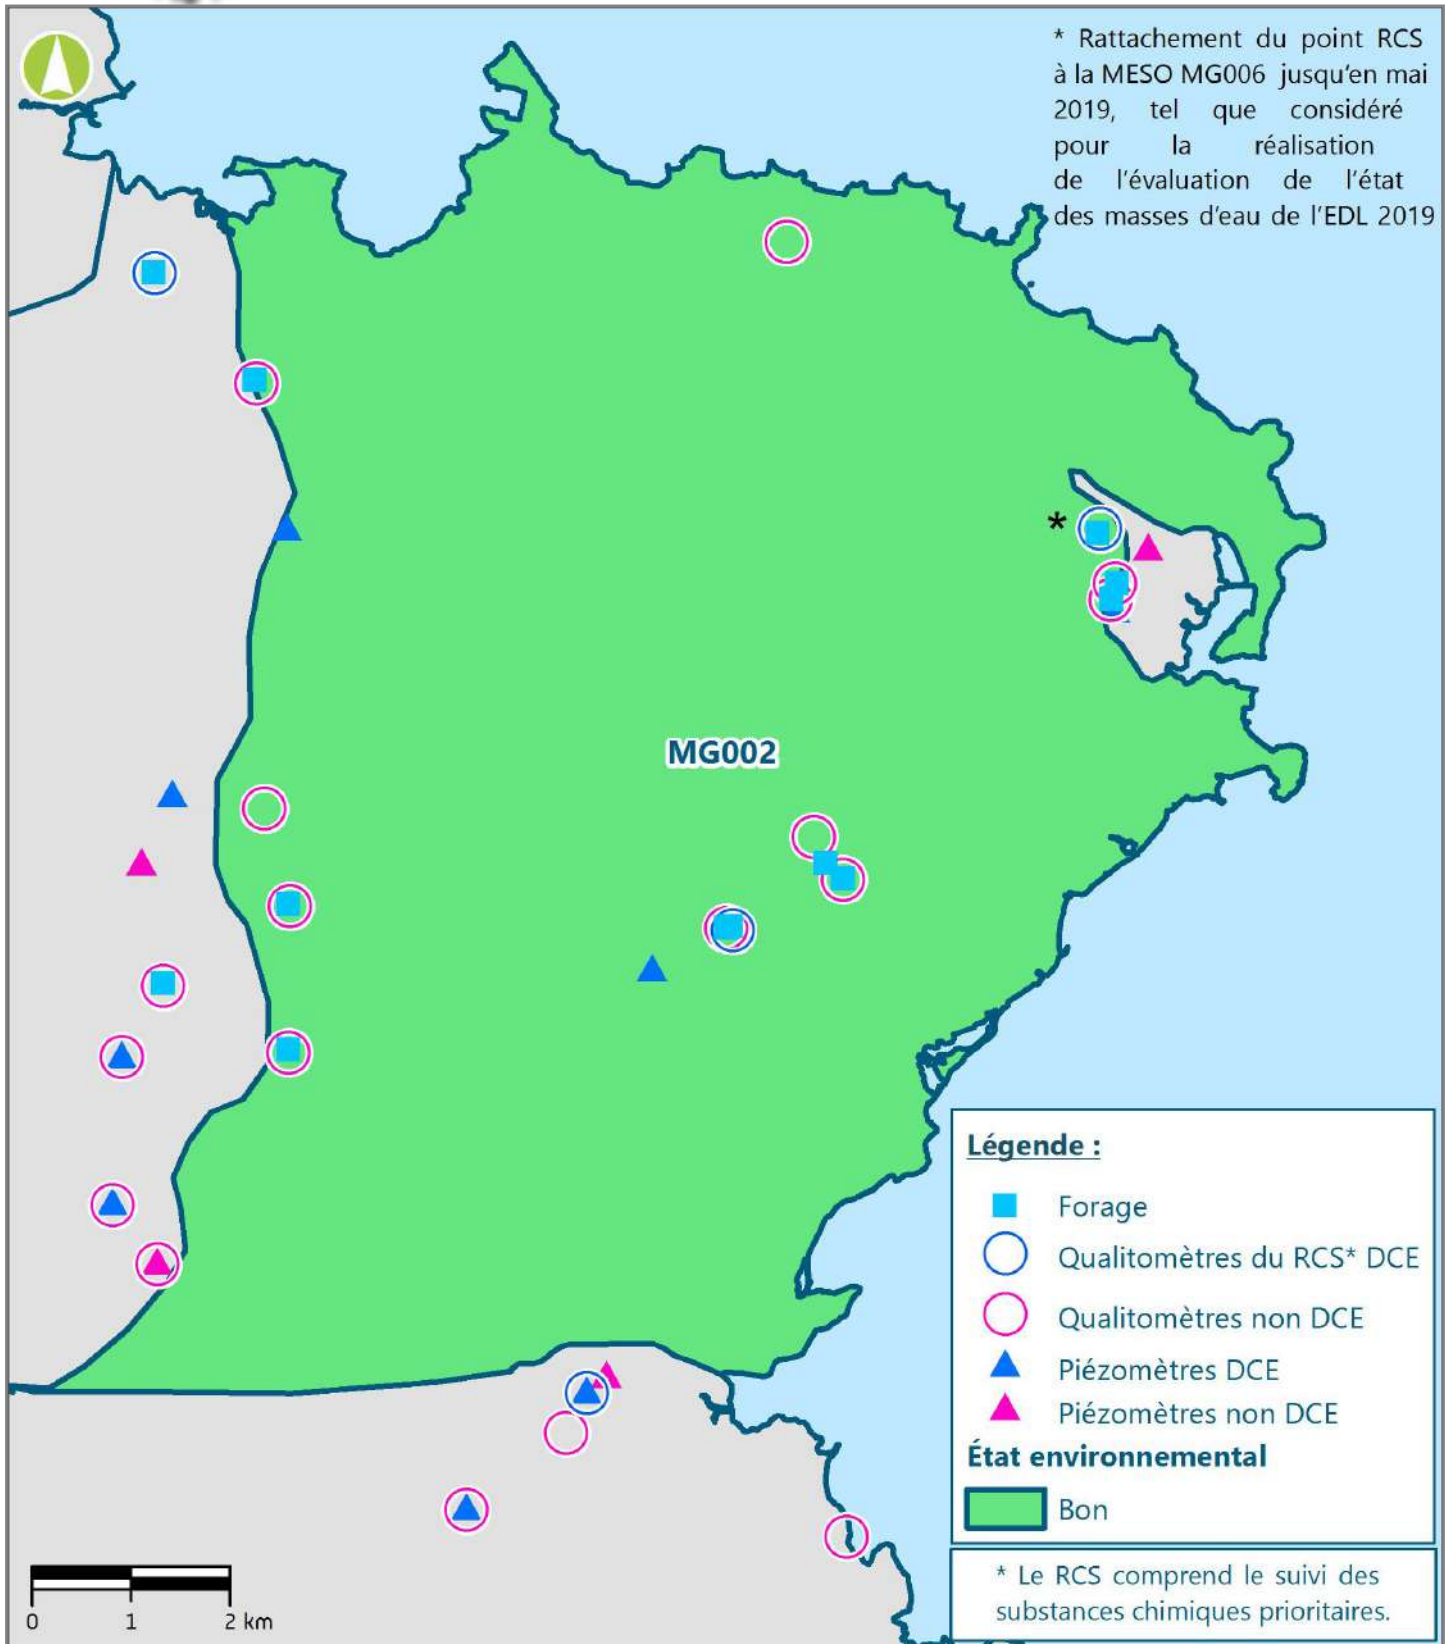 * Rattachement du point RCS
à la MESO MG006 jusqu'en mai
2019, tel que considéré
pour la réalisation
de l'évaluation de l'état
des masses d'eau de l'EDL 2019
*
MG002
Légende :
Forage
Qualitomètres du RCS* DCE
Qualitomètres non DCE
Piézomètres DCE
Piézomètres non DCE
État environnemental
Bon
* Le RCS comprend le suivi des
substances chimiques prioritaires.
0 1 2 km